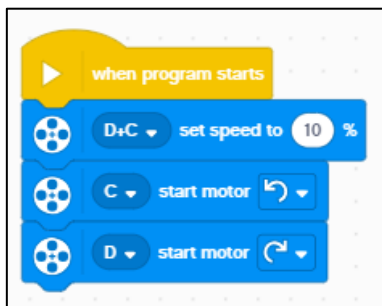 when program starts
D+C set speed to 10 %
C start motor
D start motor